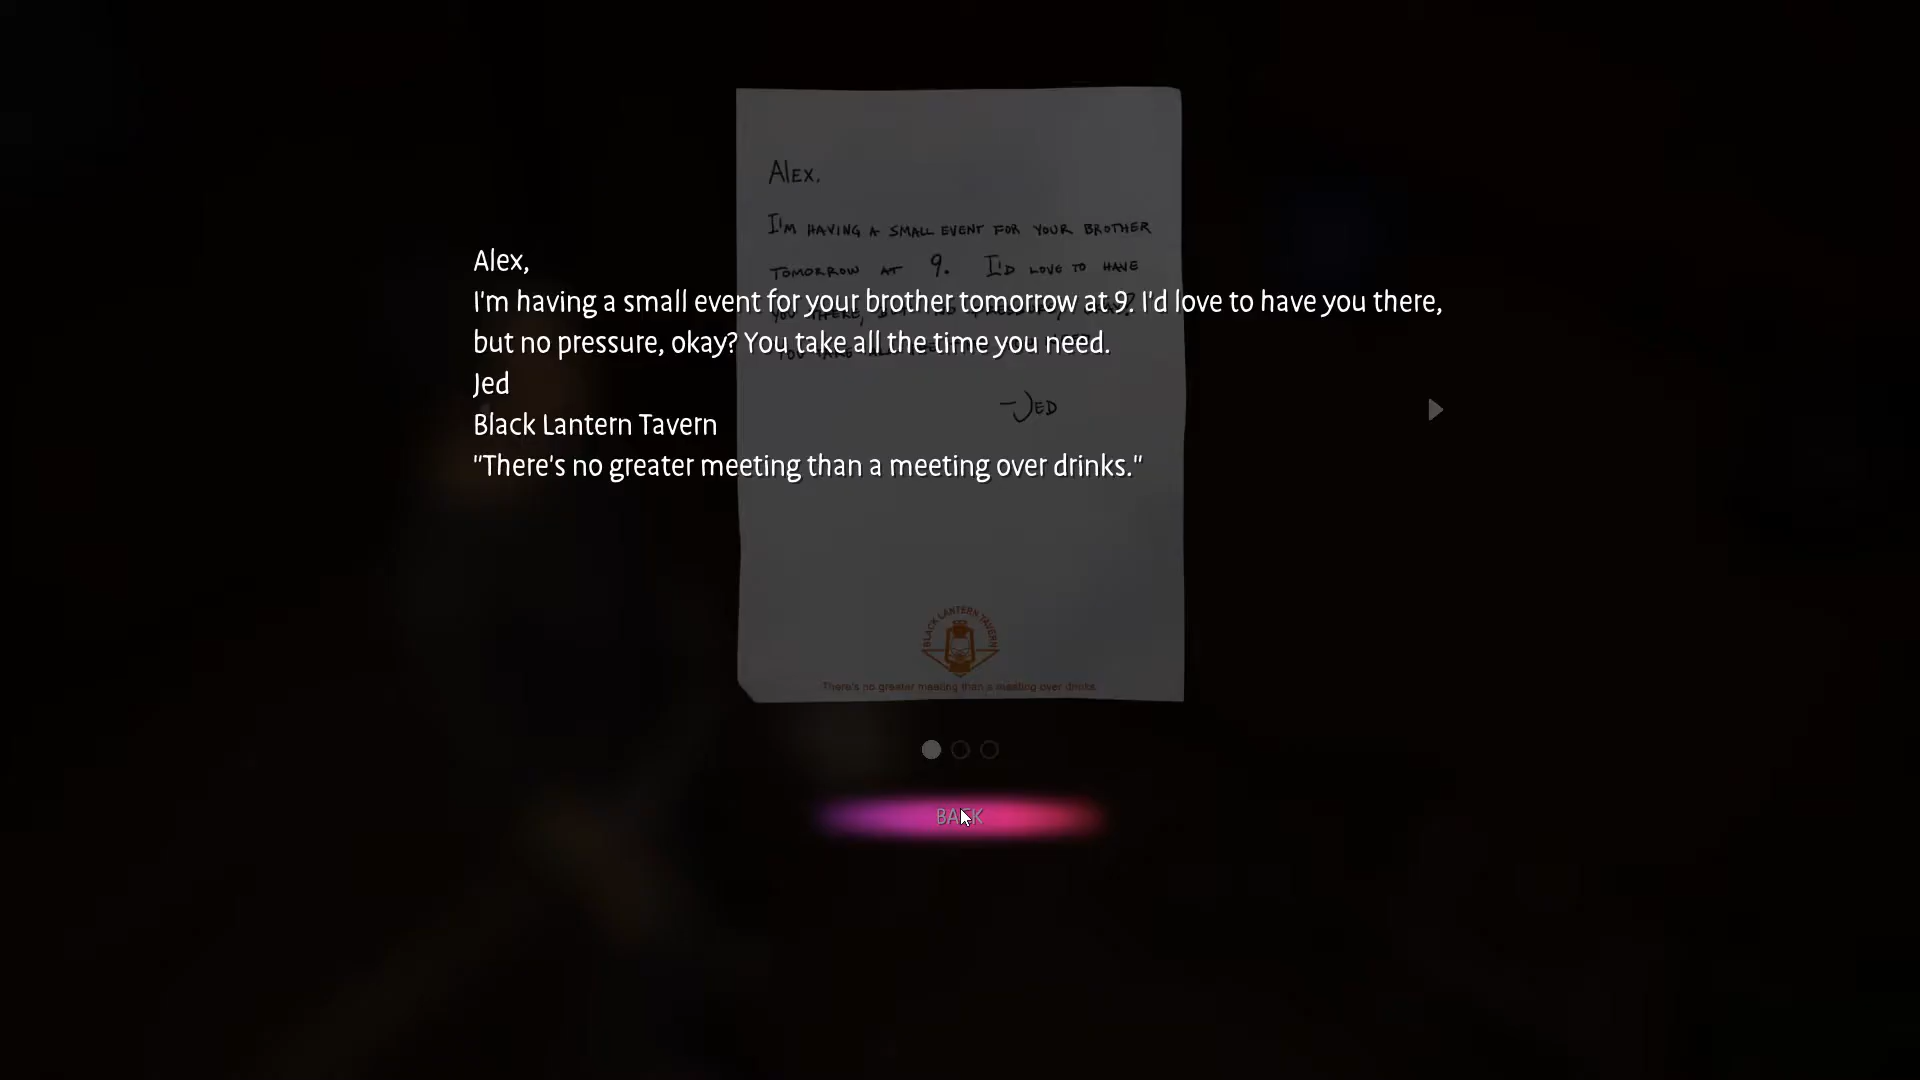 Alex,
I'm having a small event for your brother tomorrow at 9. I'd love to have you there,
but no pressure, okay? You take all the time you need.
Jed
Black Lantern Tavern
"There's no greater meeting than a meeting over drinks."
Alex.
I'm having a small event for your brother
tomorrow at 9. I'd love to have
-Jed
BLACK LANTERN TAVERN
There's no greater meeting than a meeting over drinks
BACK